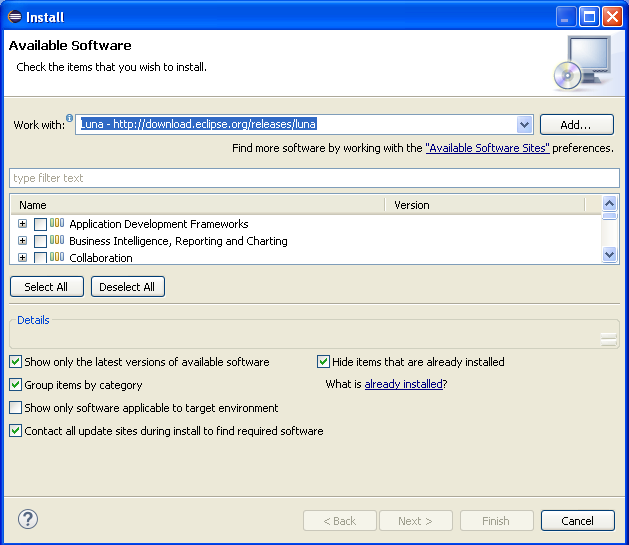 Install
Available Software
Check the items that you wish to install.
Work with: Luna - http://download.eclipse.org/releases/luna Add...
Find more software by working with the "Available Software Sites" preferences.
type filter text
Name Version
Application Development Frameworks
Business Intelligence, Reporting and Charting
Collaboration
Select All Deselect All
Details
Show only the latest versions of available software Hide items that are already installed
Group items by category What is already installed?
Show only software applicable to target environment
Contact all update sites during install to find required software
? < Back Next > Finish Cancel